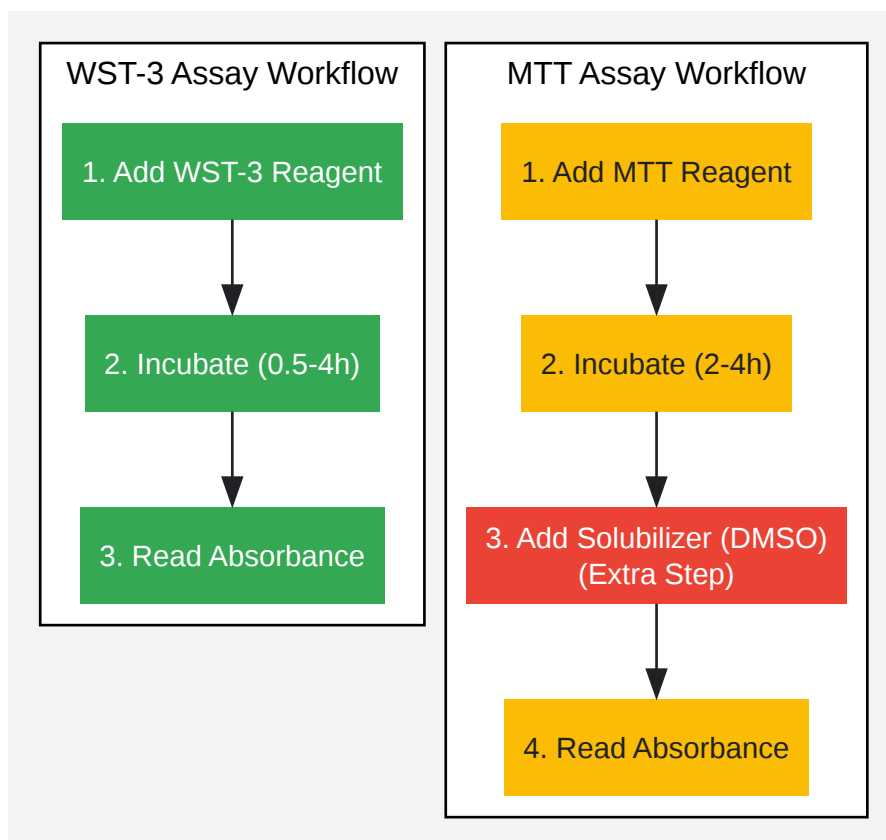 WST-3 Assay Workflow
1. Add WST-3 Reagent
2. Incubate (0.5-4h)
3. Read Absorbance
MTT Assay Workflow
1. Add MTT Reagent
2. Incubate (2-4h)
3. Add Solubilizer (DMSO)
(Extra Step)
4. Read Absorbance